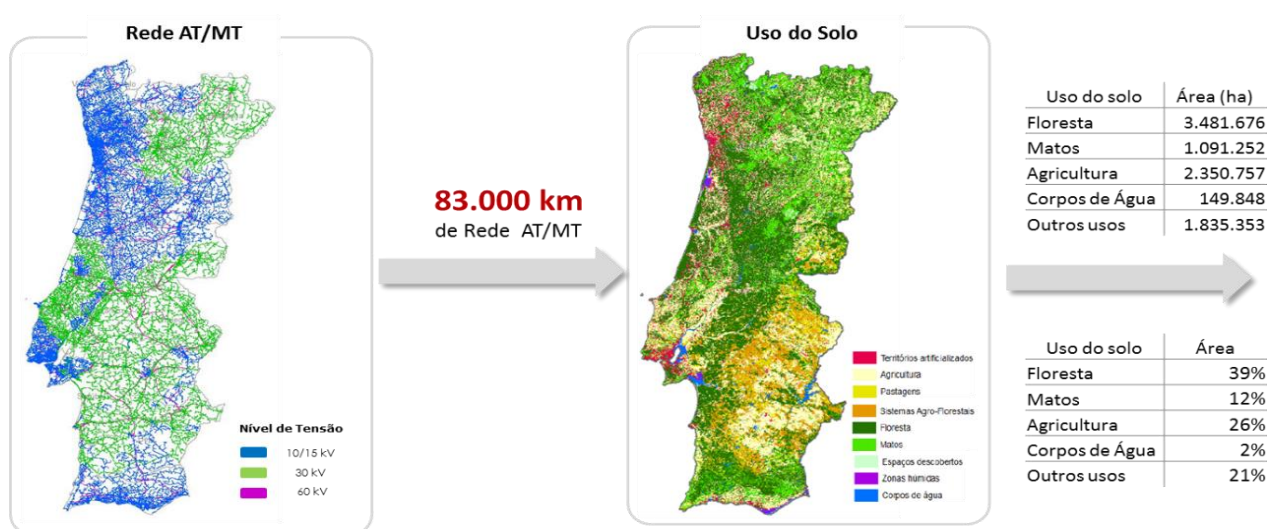 Rede AT/MT
Nível de Tensão
10/15 kV
30 kV
60 kV
83.000 km
de Rede AT/MT
Uso do Solo
Territórios artificializados
Agricultura
Pastagens
Sistemas Agro-Florestais
Floresta
Matos
Espaços descobertos
Zonas húmidas
Corpos de água
Uso do solo Área (ha)
Floresta 3.481.676
Matos 1.091.252
Agricultura 2.350.757
Corpos de Água 149.848
Outros usos 1.835.353
Uso do solo Área
Floresta 39%
Matos 12%
Agricultura 26%
Corpos de Água 2%
Outros usos 21%